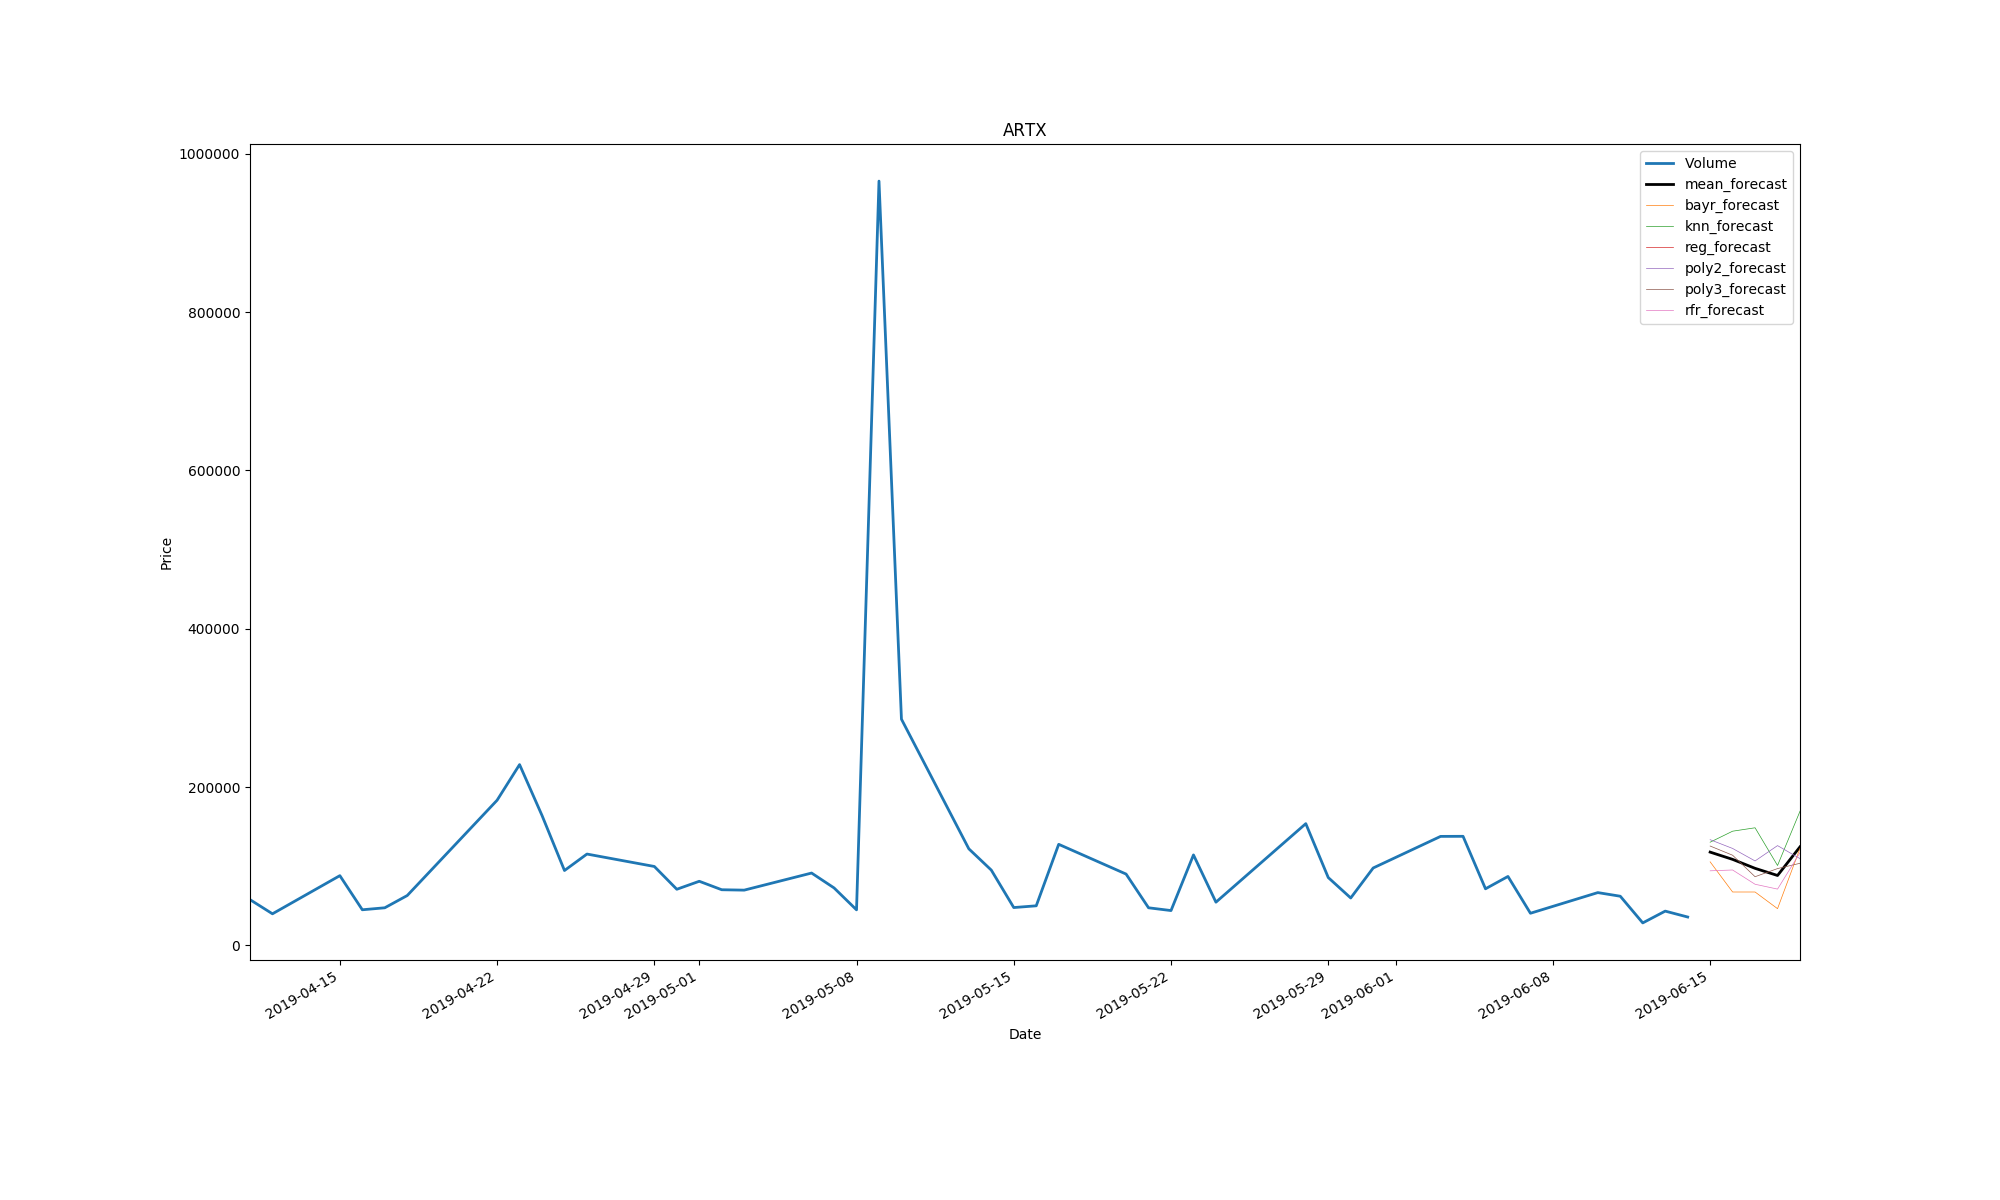 ARTX
1000000
800000
600000
400000
200000
0
Price
Volume
mean_forecast
bayr_forecast
knn_forecast
reg_forecast
poly2_forecast
poly3_forecast
rfr_forecast
2019-04-15
2019-04-22
2019-04-29
2019-05-01
2019-05-08
2019-05-15
2019-05-22
2019-05-29
2019-06-01
2019-06-08
2019-06-15
Date